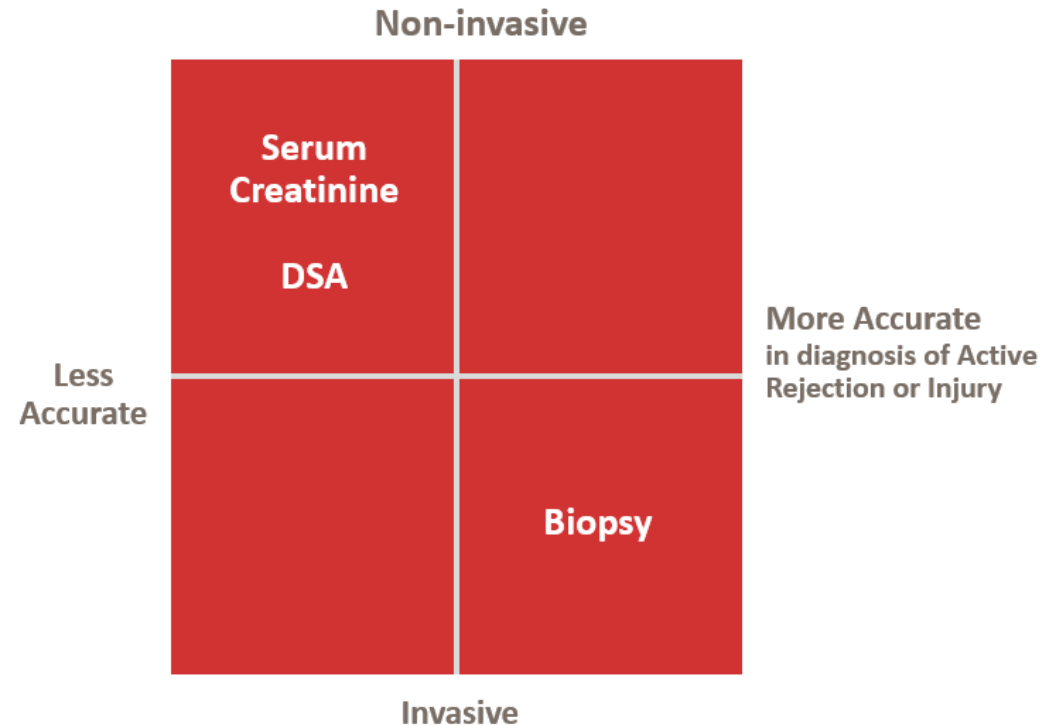 Non-invasive
Serum
Creatinine
DSA
Less
Accurate
More Accurate
in diagnosis of Active
Rejection or Injury
Biopsy
Invasive